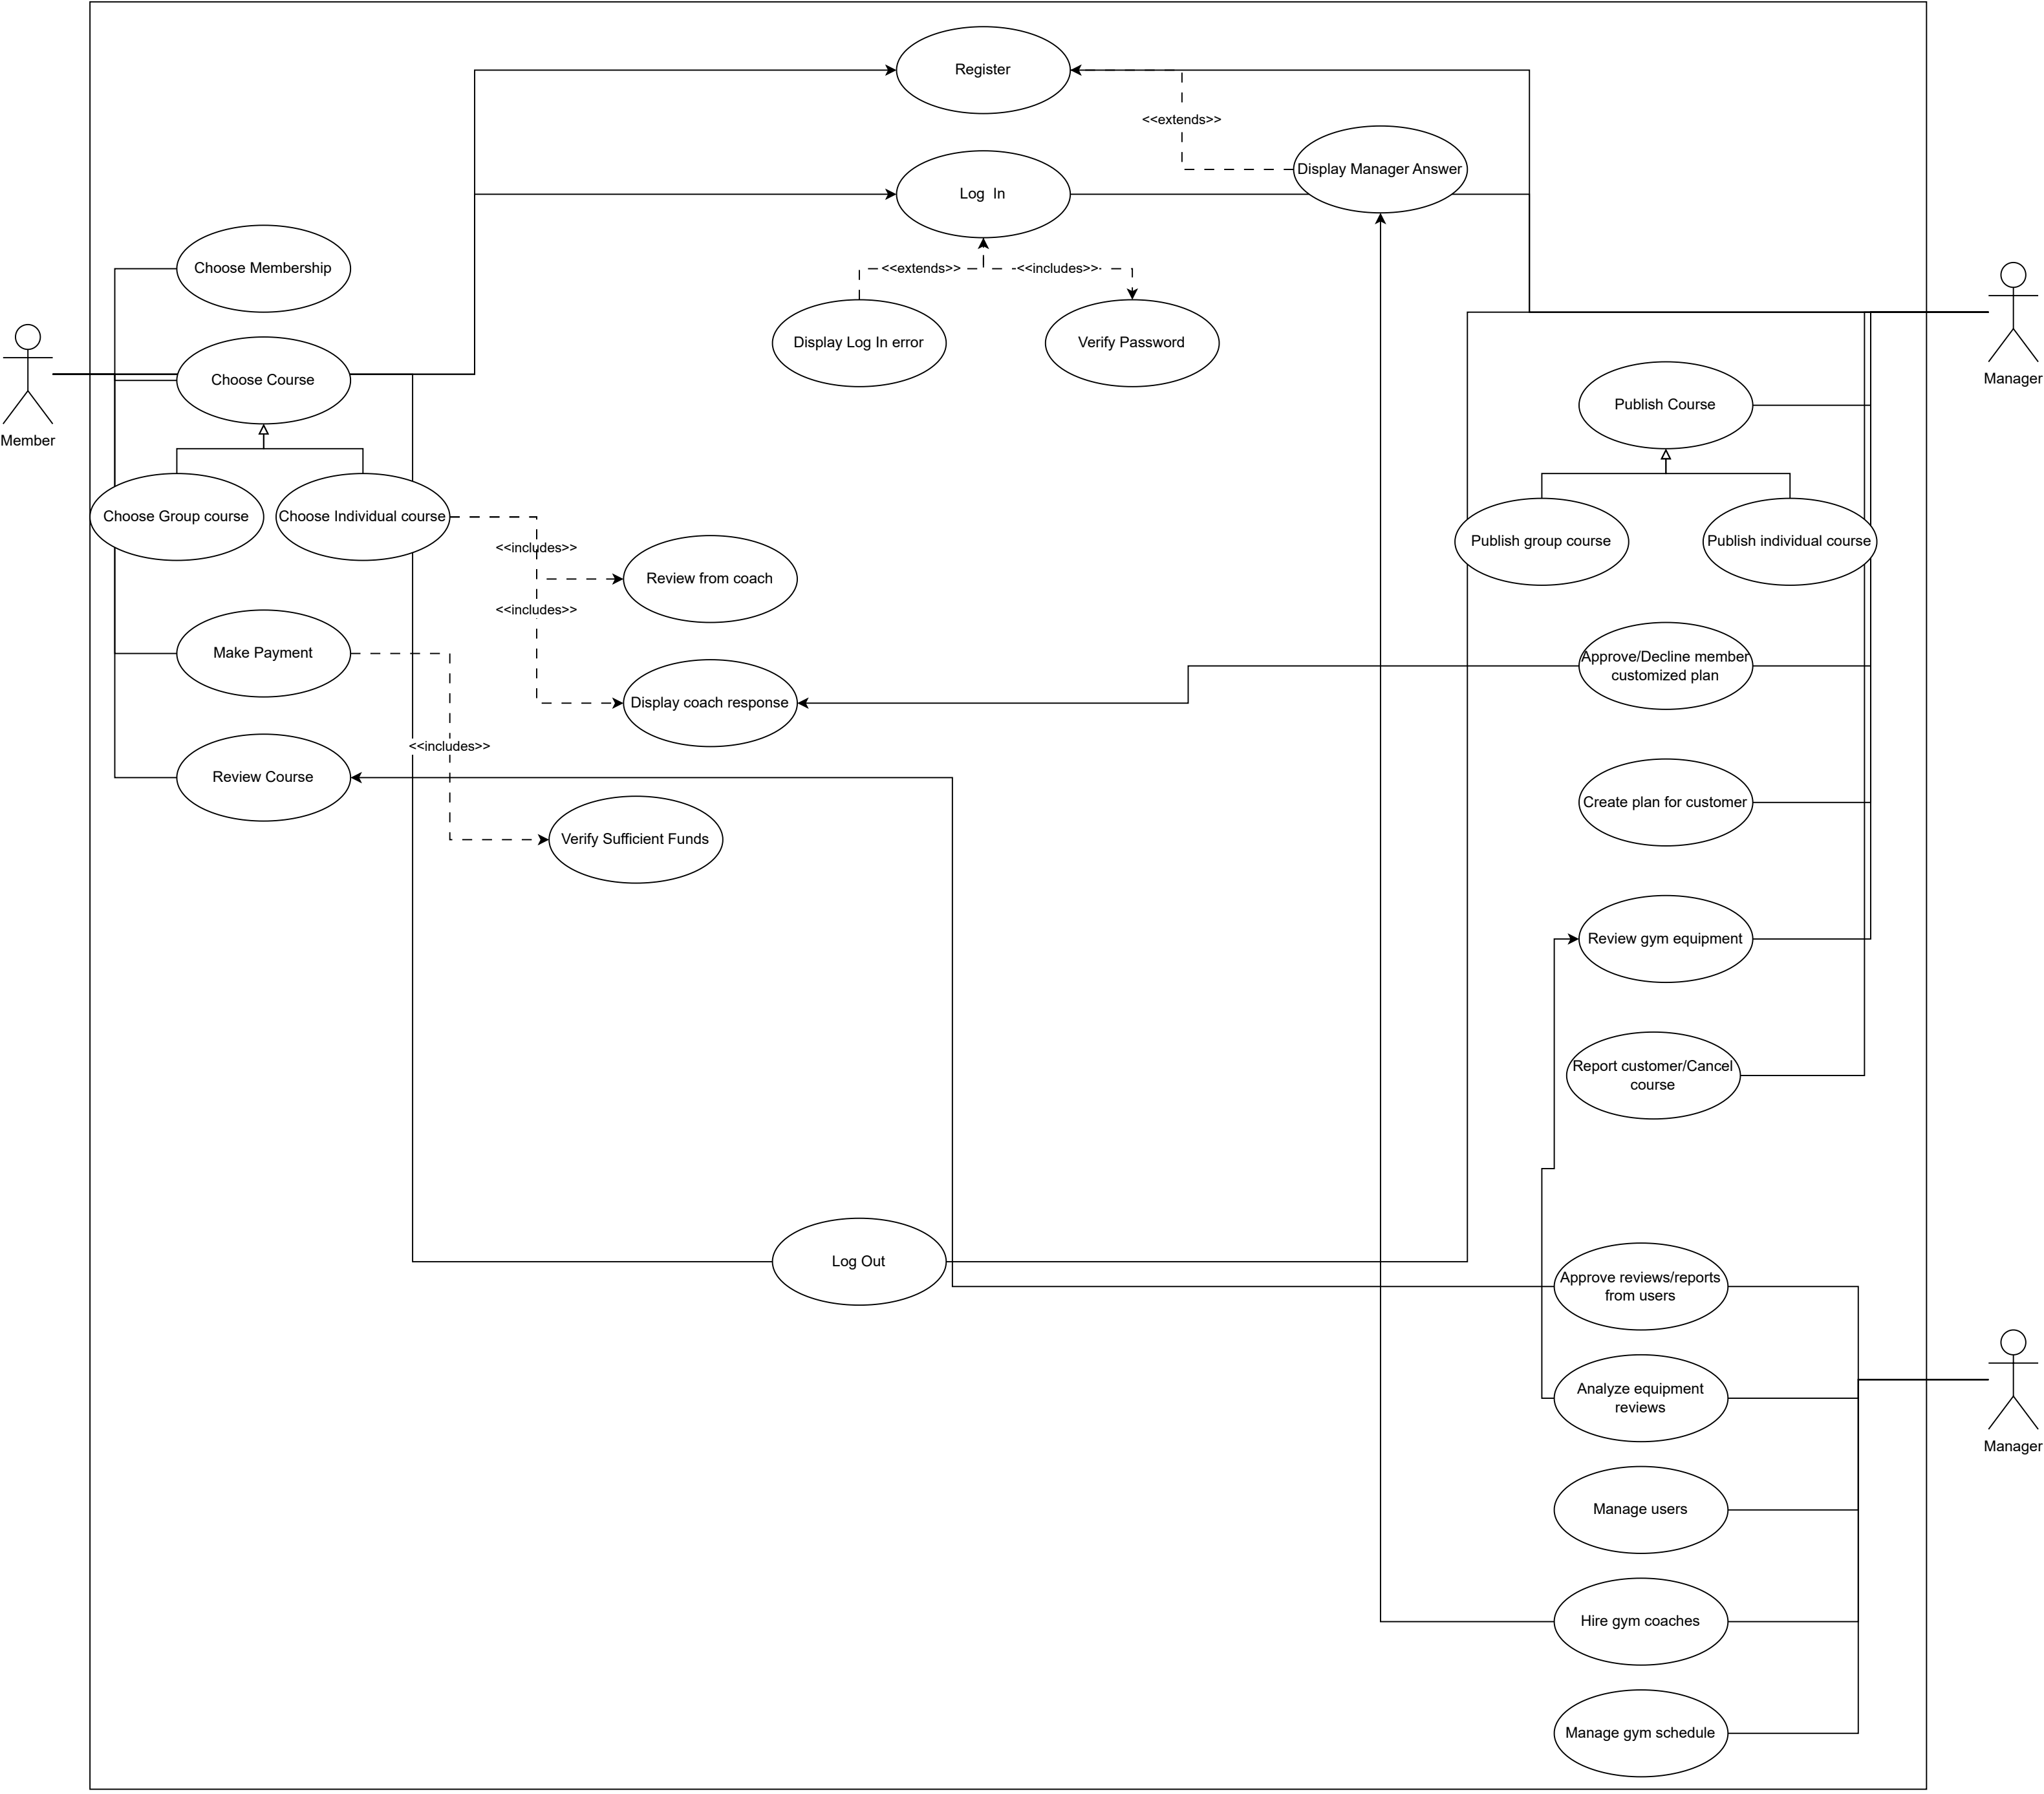 Register
<<extends>>
Display Manager Answer
Log  In
Choose Membership
<<extends>>
<<includes>>
Display Log In error
Verify Password
Choose Course
Manager
Member
Publish Course
Choose Group course
Choose Individual course
<<includes>>
Publish group course
Publish individual course
Review from coach
<<includes>>
Make Payment
Approve/Decline member
customized plan
Display coach response
<<includes>>
Review Course
Create plan for customer
Verify Sufficient Funds
Review gym equipment
Report customer/Cancel
course
Log Out
Approve reviews/reports
from users
Analyze equipment
reviews
Manager
Manage users
Hire gym coaches
Manage gym schedule